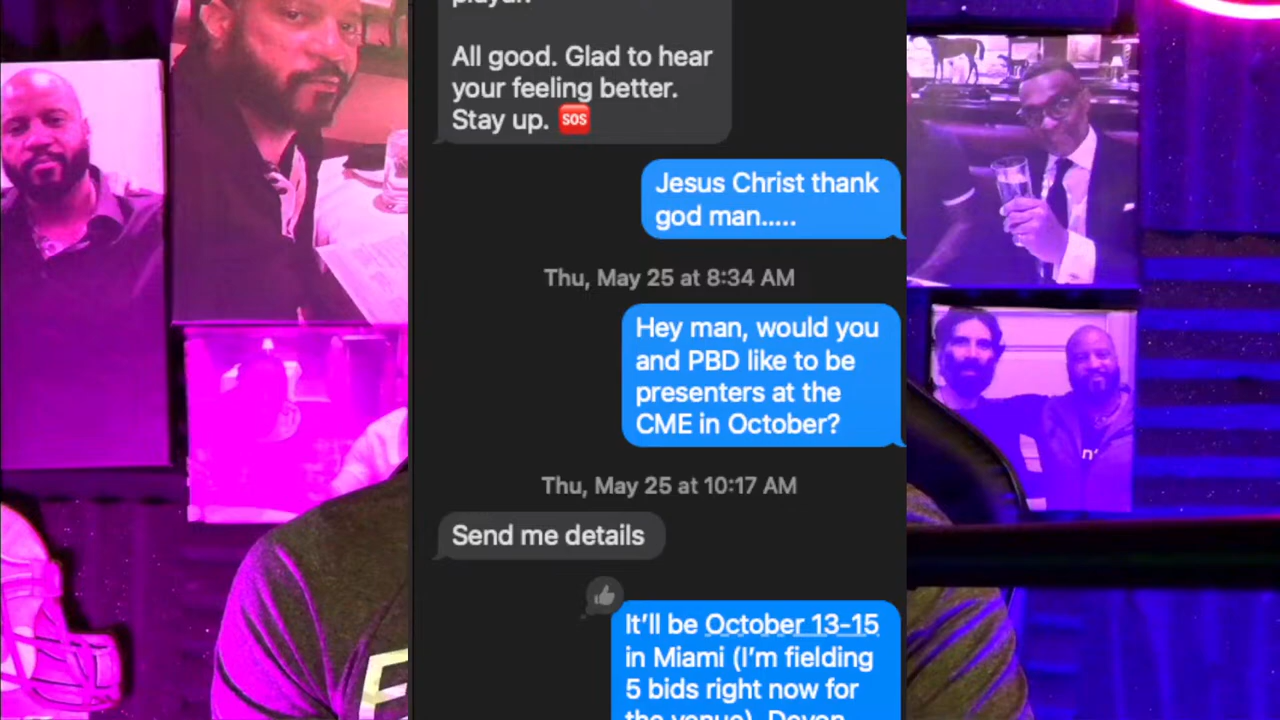 All good. Glad to hear
your feeling better.
Stay up. 🆘
Jesus Christ thank
god man.....
Thu, May 25 at 8:34 AM
Hey man, would you
and PBD like to be
presenters at the
CME in October?
Thu, May 25 at 10:17 AM
Send me details
It'll be October 13-15
in Miami (I'm fielding
5 bids right now for
the venue). Devon